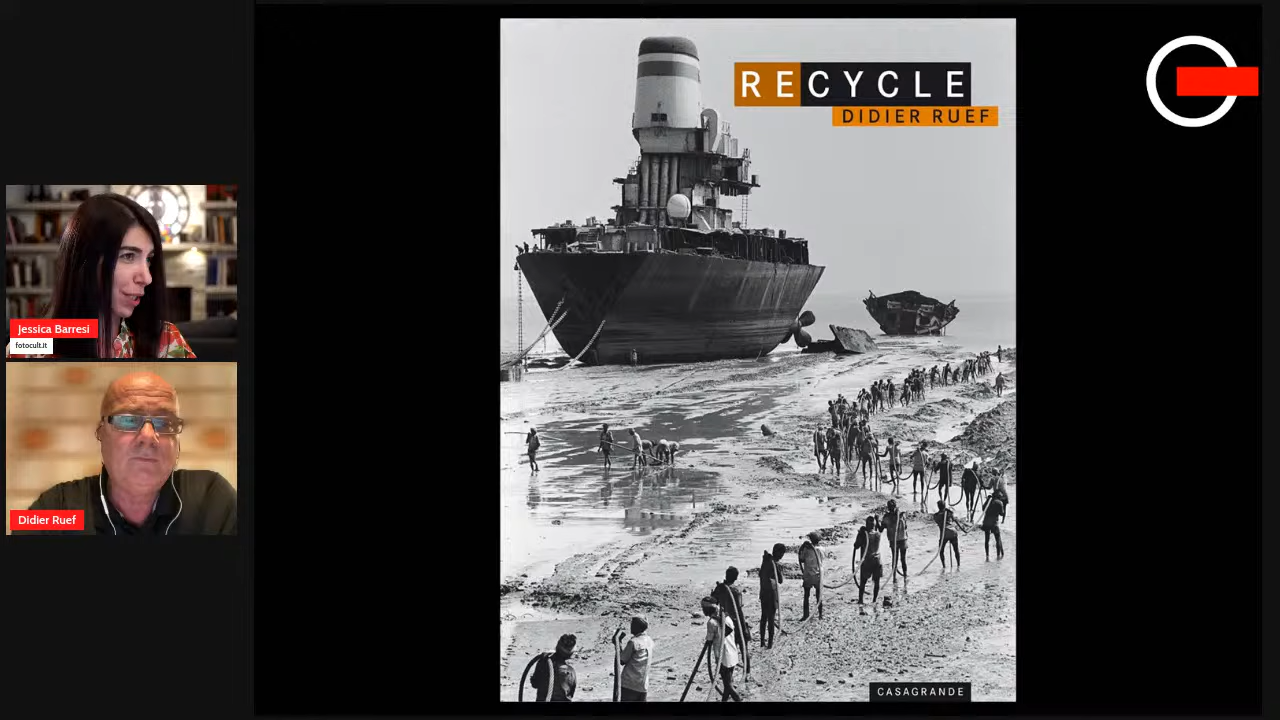 RECYCLE
DIDIER RUEF
Jessica Barresi
fotocult.it
Didier Ruef
CASAGRANDE